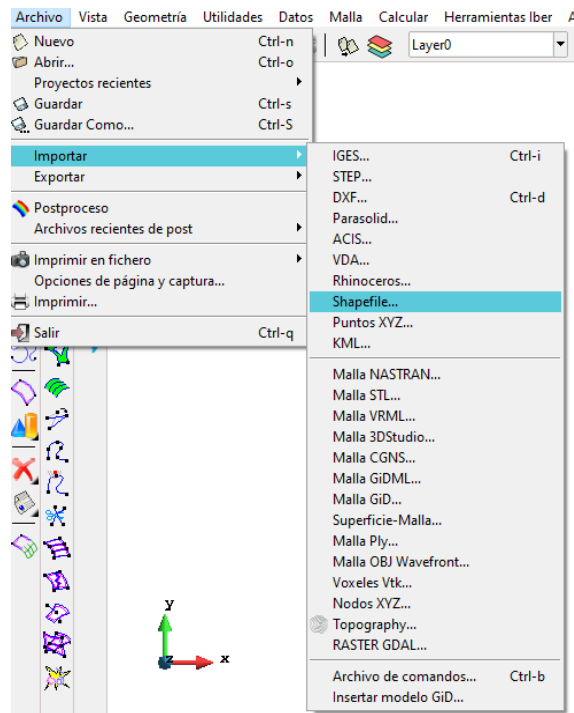 Archivo Vista Geometría Utilidades Datos Malla Calcular Herramientas Iber
Nuevo Ctrl-n
Abrir... Ctrl-o
Proyectos recientes
Guardar Ctrl-s
Guardar Como... Ctrl-S
Importar
Exportar
Postproceso
Archivos recientes de post
Imprimir en fichero
Opciones de página y captura...
Imprimir...
Salir Ctrl-q
Layer0
IGES... Ctrl-i
STEP...
DXF... Ctrl-d
Parasolid...
ACIS...
VDA...
Rhinoceros...
Shapefile...
Puntos XYZ...
KML...
Malla NASTRAN...
Malla STL...
Malla VRML...
Malla 3DStudio...
Malla CGNS...
Malla GiDML...
Malla GiD...
Superficie-Malla...
Malla Ply...
Malla OBJ Wavefront...
Voxeles Vtk...
Nodos XYZ...
Topography...
RASTER GDAL...
Archivo de comandos... Ctrl-b
Insertar modelo GiD...
y
z x